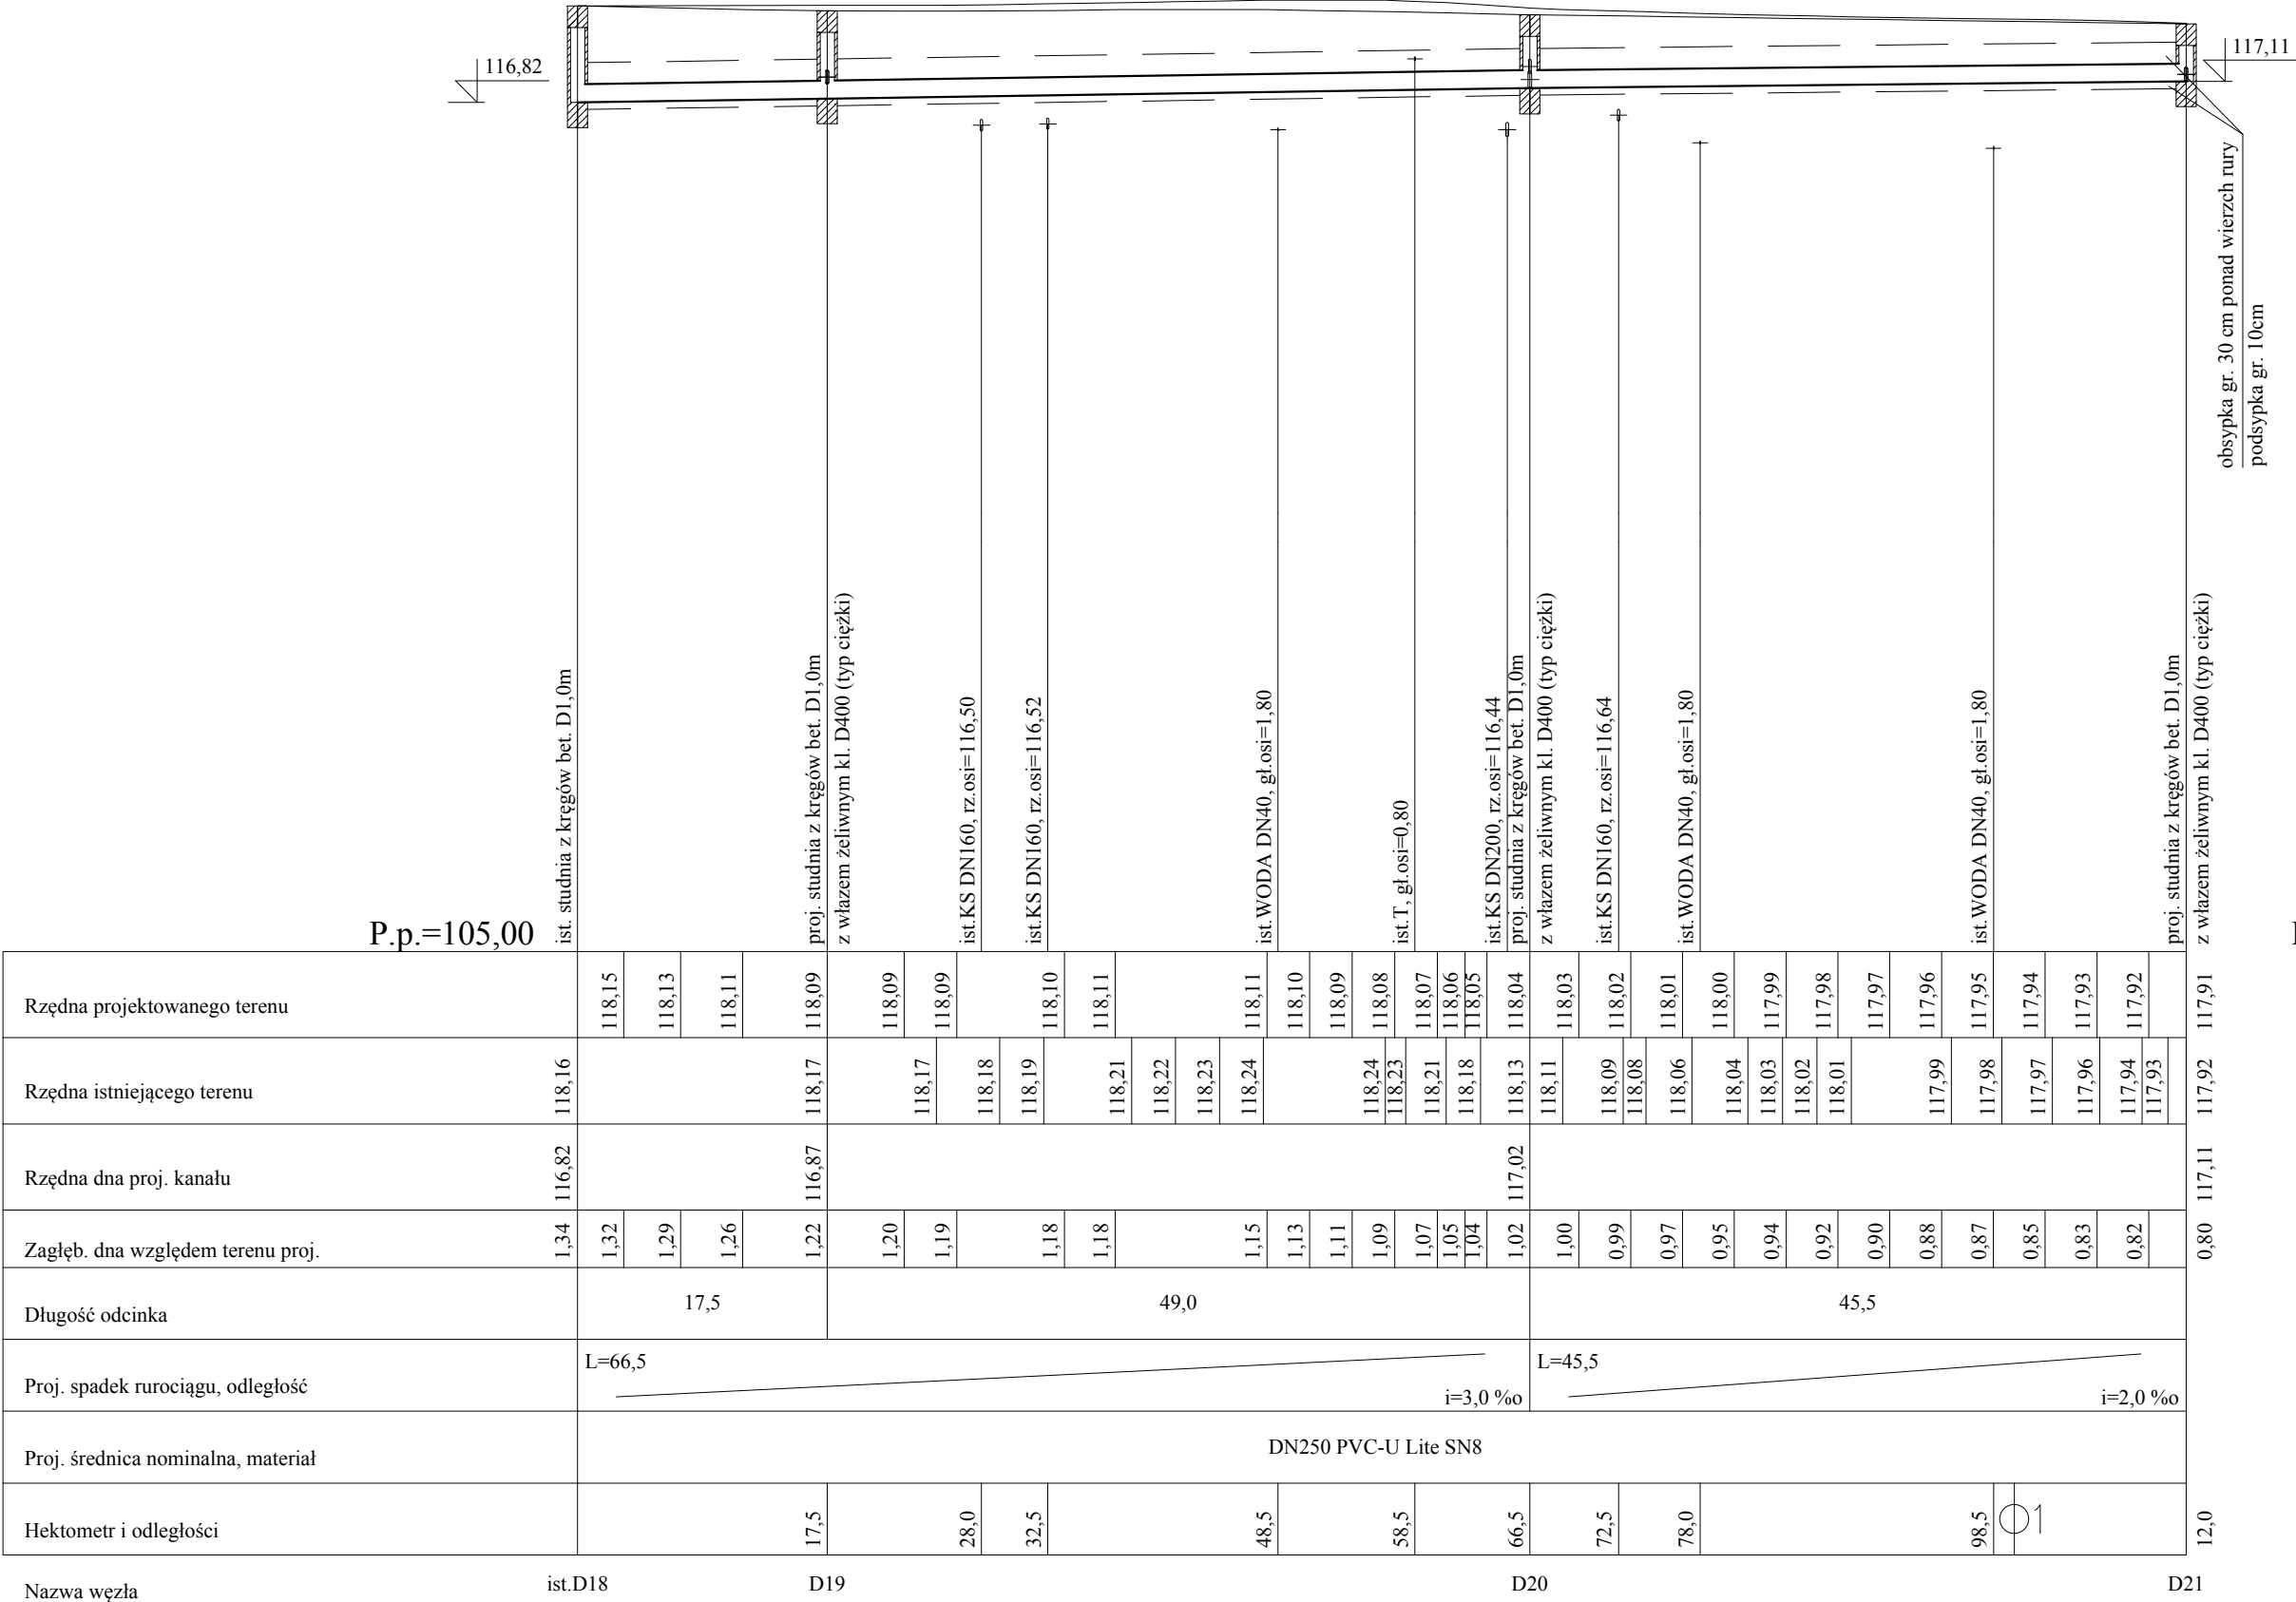 116,82
117,11
obsypka gr. 30 cm ponad wierzch rury
podsypka gr. 10cm
ist. studnia z kręgów bet. D1,0m
proj. studnia z kręgów bet. D1,0m
z włazem żeliwnym kl. D400 (typ ciężki)
ist.KS DN160, rz.osi=116,50
ist.KS DN160, rz.osi=116,52
ist.WODA DN40, gł.osi=1,80
ist.T, gł.osi=0,80
ist.KS DN200, rz.osi=116,44
proj. studnia z kręgów bet. D1,0m
z włazem żeliwnym kl. D400 (typ ciężki)
ist.KS DN160, rz.osi=116,64
ist.WODA DN40, gł.osi=1,80
ist.WODA DN40, gł.osi=1,80
proj. studnia z kręgów bet. D1,0m
z włazem żeliwnym kl. D400 (typ ciężki)
P.p.=105,00
Rzędna projektowanego terenu 118,15 118,13 118,11 118,09 118,09 118,09 118,10 118,11 118,11 118,10 118,09 118,08 118,07 118,06 118,05 118,04 118,03 118,02 118,01 118,00 117,99 117,98 117,97 117,96 117,95 117,94 117,93 117,92 117,91
Rzędna istniejącego terenu 118,16 118,17 118,17 118,18 118,19 118,21 118,22 118,23 118,24 118,24 118,23 118,21 118,18 118,13 118,11 118,09 118,08 118,06 118,04 118,03 118,02 118,01 117,99 117,98 117,97 117,96 117,94 117,93 117,92
Rzędna dna proj. kanału 116,82 116,87 117,02 117,11
Zagłęb. dna względem terenu proj. 1,34 1,32 1,29 1,26 1,22 1,20 1,19 1,18 1,18 1,15 1,13 1,11 1,09 1,07 1,05 1,04 1,02 1,00 0,99 0,97 0,95 0,94 0,92 0,90 0,88 0,87 0,85 0,83 0,82 0,80
Długość odcinka 17,5 49,0 45,5
Proj. spadek rurociągu, odległość L=66,5 i=3,0 %o L=45,5 i=2,0 %o
Proj. średnica nominalna, materiał DN250 PVC-U Lite SN8
Hektometr i odległości 17,5 28,0 32,5 48,5 58,5 66,5 72,5 78,0 98,5 1 12,0
Nazwa węzła ist.D18 D19 D20 D21